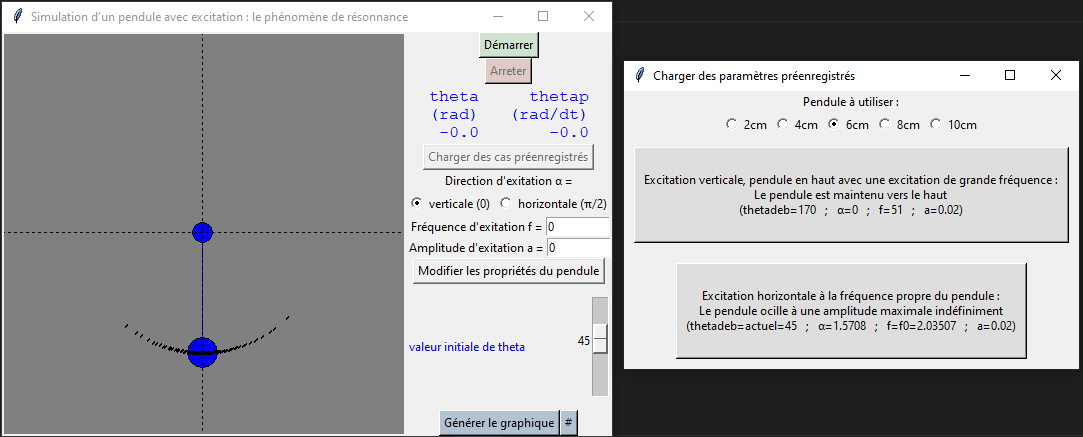 Simulation d'un pendule avec excitation : le phénomène de résonnance
Démarrer
Arreter
theta thetap
(rad) (rad/dt)
-0.0 -0.0
Charger des cas préenregistrés
Direction d'exitation α =
verticale (0) horizontale (π/2)
Fréquence d'exitation f = 0
Amplitude d'exitation a = 0
Modifier les propriétés du pendule
45
valeur initiale de theta
Générer le graphique #
Charger des paramètres préenregistrés
Pendule à utiliser :
2cm 4cm 6cm 8cm 10cm
Excitation verticale, pendule en haut avec une excitation de grande fréquence :
Le pendule est maintenu vers le haut
(thetadeb=170 ; α=0 ; f=51 ; a=0.02)
Excitation horizontale à la fréquence propre du pendule :
Le pendule ocille à une amplitude maximale indéfiniment
(thetadeb=actuel=45 ; α=1.5708 ; f=f0=2.03507 ; a=0.02)